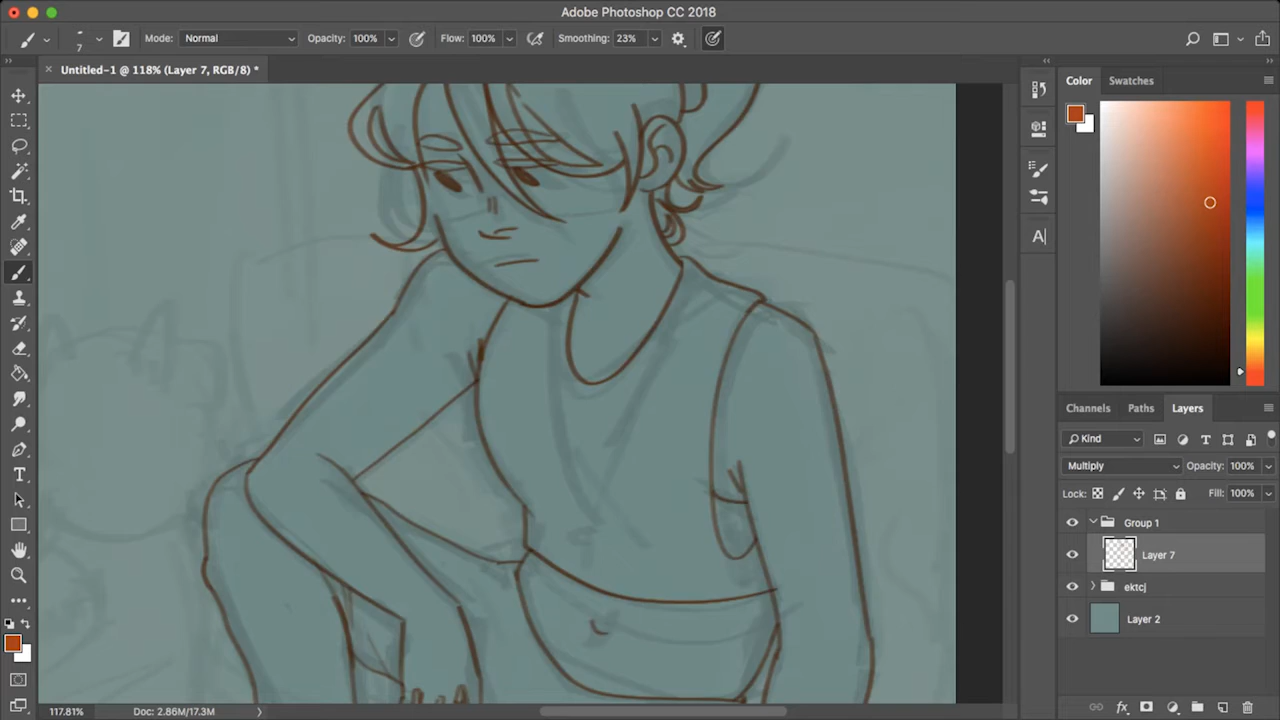 Adobe Photoshop CC 2018
7
Mode: Normal
Opacity: 100%
Flow: 100%
Smoothing: 23%
Untitled-1 @ 118% (Layer 7, RGB/8) *
Color
Swatches
Channels
Paths
Layers
Kind
Multiply
Opacity: 100%
Lock:
Fill: 100%
Group 1
Layer 7
ektcj
Layer 2
117.81%
Doc: 2.86M/17.3M